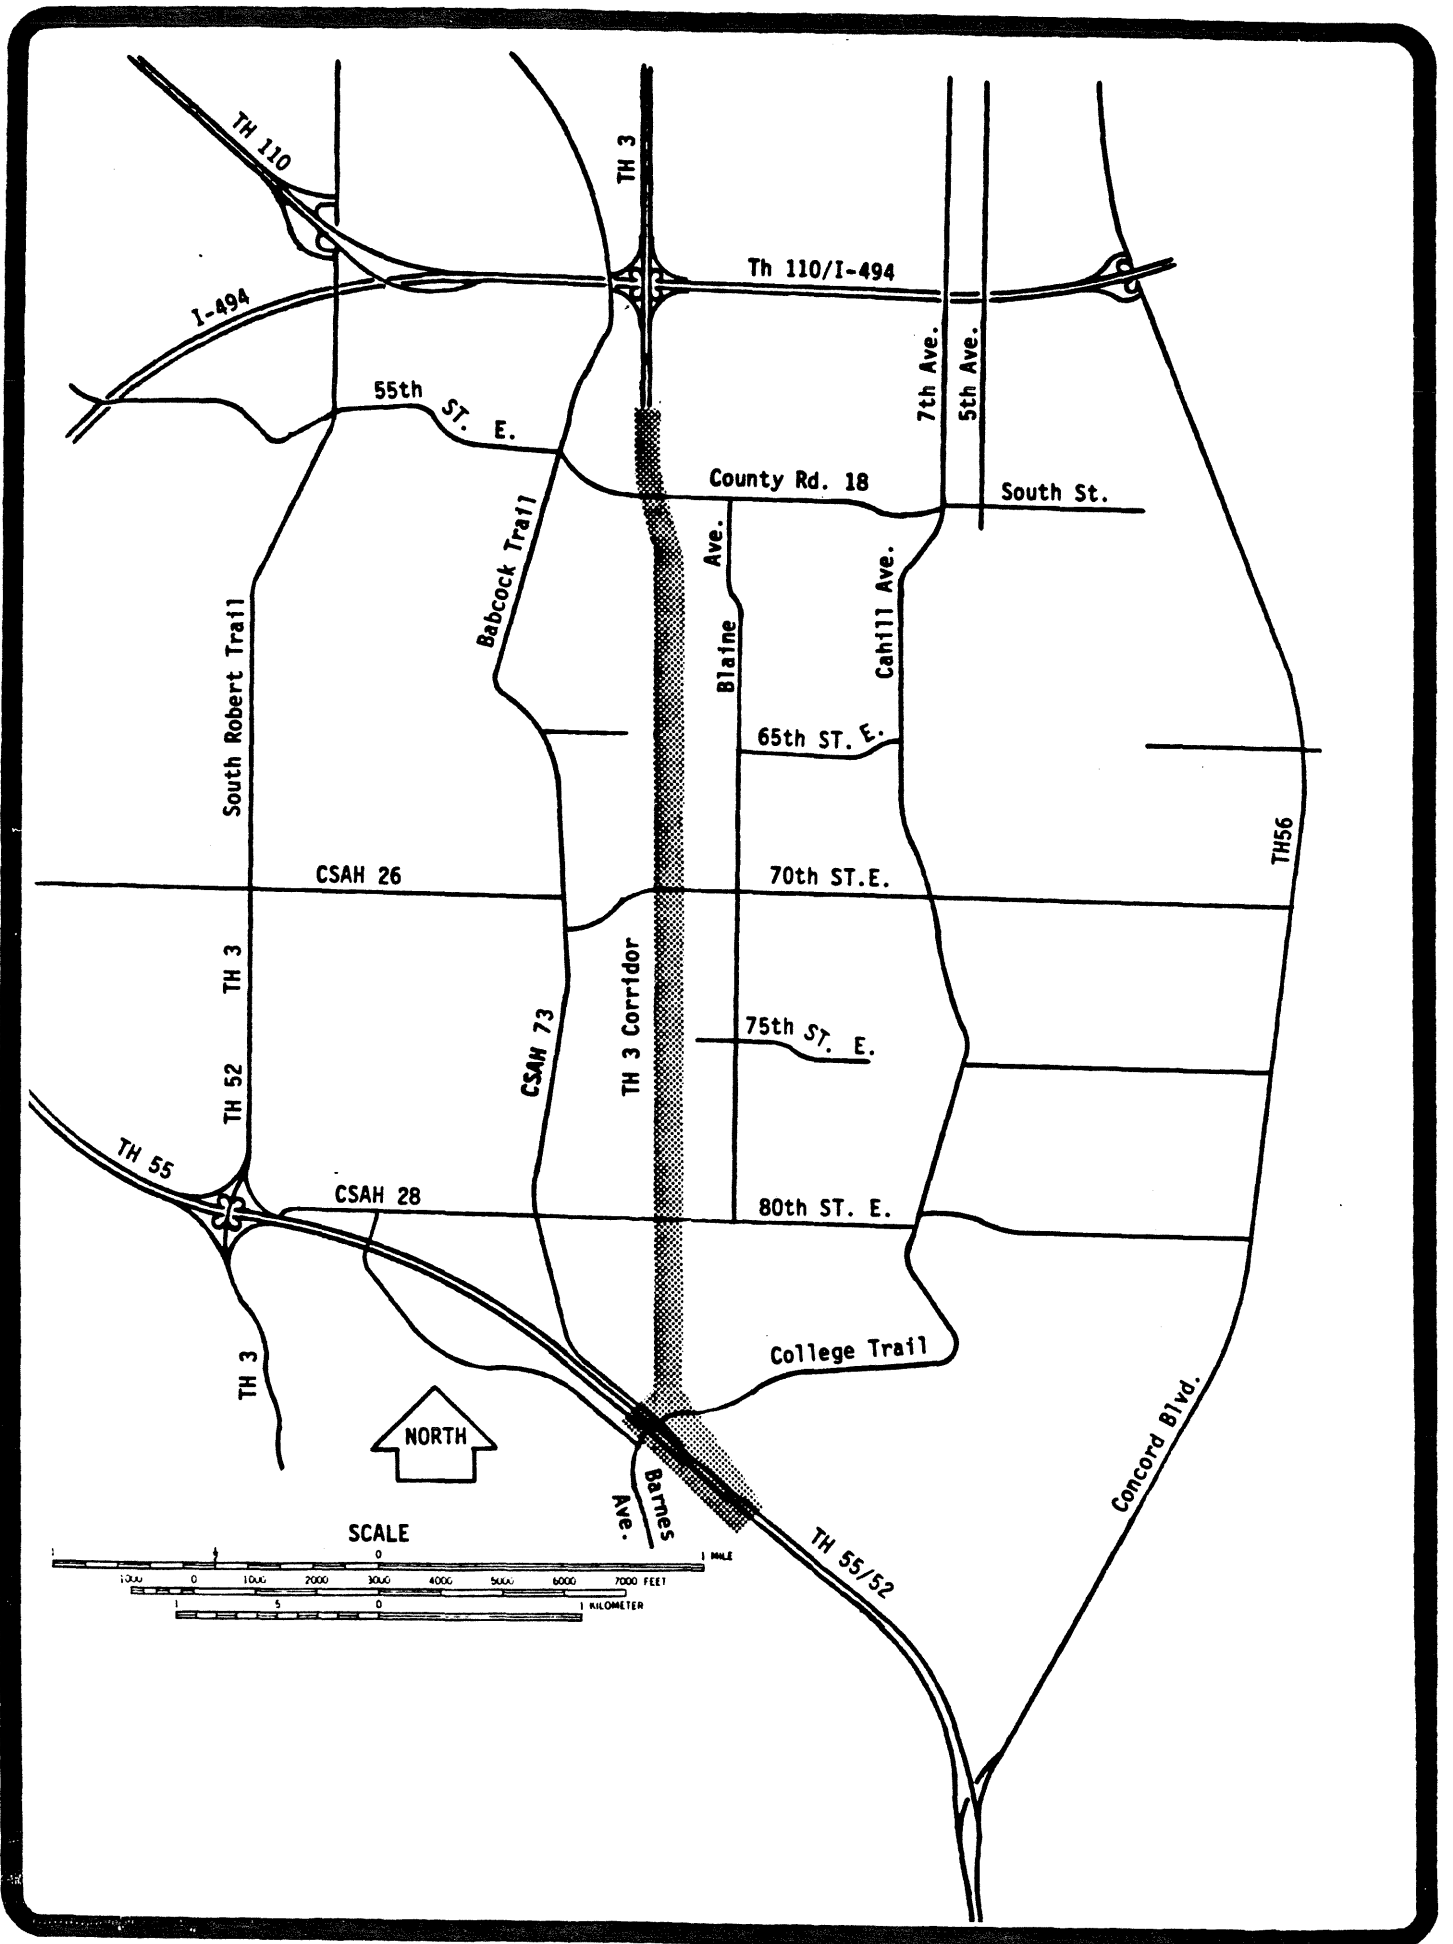 TH 110
TH 3
Th 110/I-494
I-494
7th Ave.
5th Ave.
55th ST. E.
County Rd. 18
South St.
Babcock Trail
Blaine Ave.
Cahill Ave.
South Robert Trail
65th ST. E.
TH56
CSAH 26
70th ST.E.
TH 3
TH 3 Corridor
CSAH 73
75th ST. E.
TH 52
TH 55
CSAH 28
80th ST. E.
TH 3
College Trail
NORTH
Concord Blvd.
Barnes
Ave.
SCALE
TH 55/52
1 0 1 MILE
1000 0 1000 2000 3000 4000 5000 6000 7000 FEET
1 5 0 1 KILOMETER